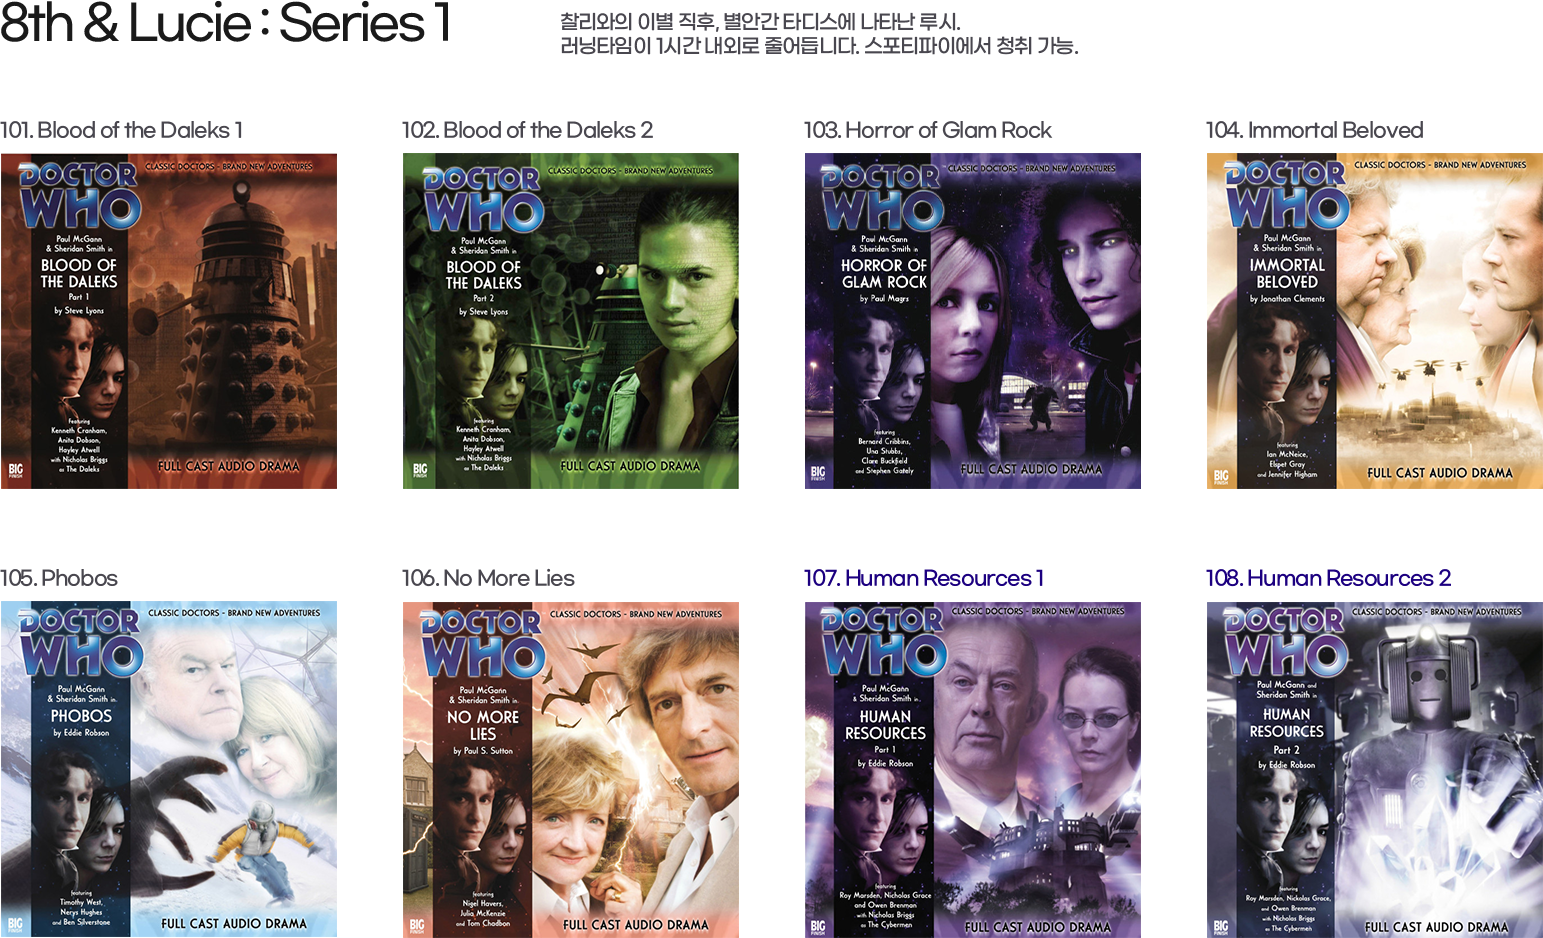 8th & Lucie : Series 1
찰리와의 이별 직후, 별안간 타디스에 나타난 루시.
러닝타임이 1시간 내외로 줄어듭니다. 스포티파이에서 청취 가능.
101. Blood of the Daleks 1
CLASSIC DOCTORS - BRAND NEW ADVENTURES
DOCTOR
WHO
Paul McGann
& Sheridan Smith in
BLOOD OF
THE DALEKS
Part 1
by Steve Lyons
featuring
Kenneth Cranham,
Anita Dobson,
Hayley Atwell
with Nicholas Briggs
as The Daleks
BIG
FINISH
FULL CAST AUDIO DRAMA
102. Blood of the Daleks 2
CLASSIC DOCTORS - BRAND NEW ADVENTURES
DOCTOR
WHO
Paul McGann
& Sheridan Smith in
BLOOD OF
THE DALEKS
Part 2
by Steve Lyons
featuring
Kenneth Cranham,
Anita Dobson,
Hayley Atwell
with Nicholas Briggs
as The Daleks
BIG
FINISH
FULL CAST AUDIO DRAMA
103. Horror of Glam Rock
CLASSIC DOCTORS - BRAND NEW ADVENTURES
DOCTOR
WHO
Paul McGann
& Sheridan Smith in
HORROR OF
GLAM ROCK
by Paul Magrs
featuring
Bernard Cribbins,
Una Stubbs,
Clare Buckfield
and Stephen Gately
BIG
FINISH
FULL CAST AUDIO DRAMA
104. Immortal Beloved
CLASSIC DOCTORS - BRAND NEW ADVENTURES
DOCTOR
WHO
Paul McGann
& Sheridan Smith in
IMMORTAL
BELOVED
by Jonathan Clements
featuring
Ian McNeice,
Elspet Gray
and Jennifer Higham
BIG
FINISH
FULL CAST AUDIO DRAMA
105. Phobos
CLASSIC DOCTORS - BRAND NEW ADVENTURES
DOCTOR
WHO
Paul McGann
& Sheridan Smith in
PHOBOS
by Eddie Robson
featuring
Timothy West,
Nerys Hughes
and Ben Silverstone
BIG
FINISH
FULL CAST AUDIO DRAMA
106. No More Lies
CLASSIC DOCTORS - BRAND NEW ADVENTURES
DOCTOR
WHO
Paul McGann
& Sheridan Smith in
NO MORE
LIES
by Paul S. Sutton
featuring
Nigel Havers,
Julia McKenzie
and Tom Chadbon
BIG
FINISH
FULL CAST AUDIO DRAMA
107. Human Resources 1
CLASSIC DOCTORS - BRAND NEW ADVENTURES
DOCTOR
WHO
Paul McGann
& Sheridan Smith in
HUMAN
RESOURCES
Part 1
by Eddie Robson
featuring
Roy Marsden, Nicholas Grace
and Owen Brenman
with Nicholas Briggs
as The Cybermen
BIG
FINISH
FULL CAST AUDIO DRAMA
108. Human Resources 2
CLASSIC DOCTORS - BRAND NEW ADVENTURES
DOCTOR
WHO
Paul McGann and
Sheridan Smith in
HUMAN
RESOURCES
Part 2
by Eddie Robson
featuring
Roy Marsden, Nickolas Grace,
and Owen Brenman
with Nicholas Briggs
as The Cybermen
BIG
FINISH
FULL CAST AUDIO DRAMA